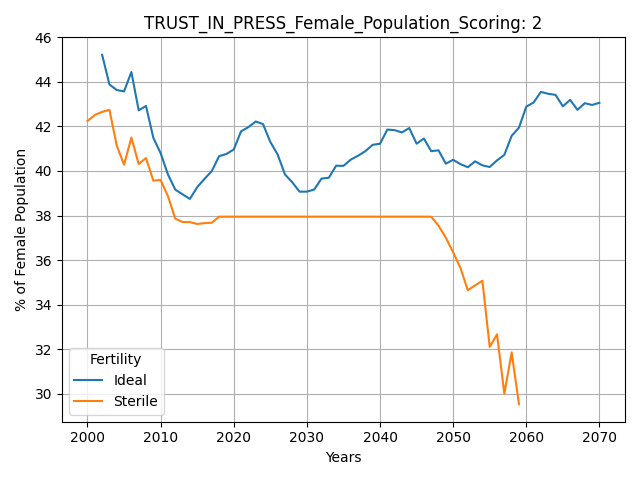 TRUST_IN_PRESS_Female_Population_Scoring: 2
% of Female Population
46
44
42
40
38
36
34
32
30
Fertility
Ideal
Sterile
2000 2010 2020 2030 2040 2050 2060 2070
Years